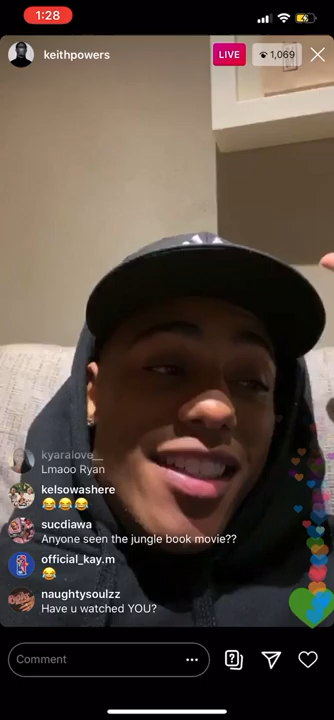 1:28
keithpowers
LIVE
1,069
kyaralove__
Lmaoo Ryan
kelsowashere
😂😂😂
sucdiawa
Anyone seen the jungle book movie??
official_kay.m
😂
naughtysoulzz
Have u watched YOU?
Comment